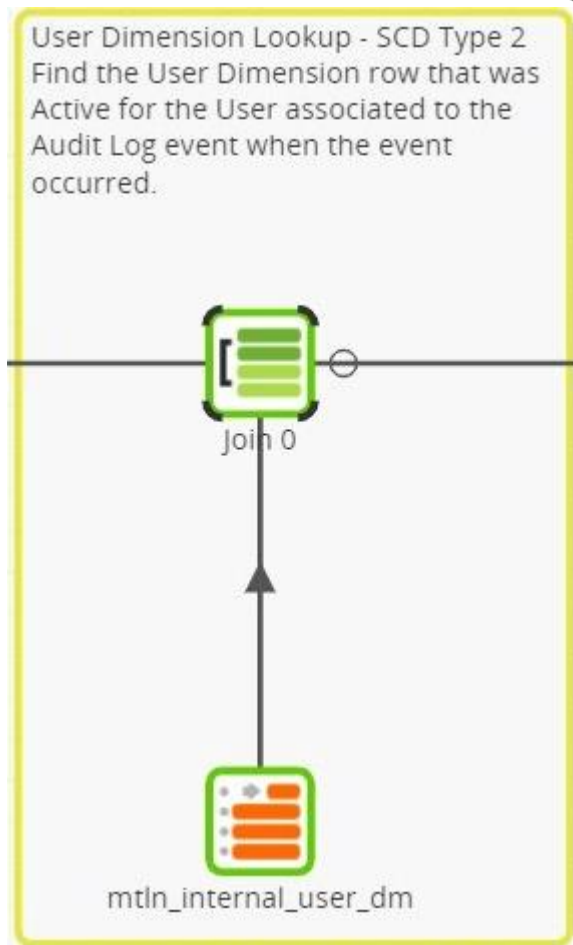 User Dimension Lookup - SCD Type 2
Find the User Dimension row that was
Active for the User associated to the
Audit Log event when the event
occurred.
Join 0
mtln_internal_user_dm